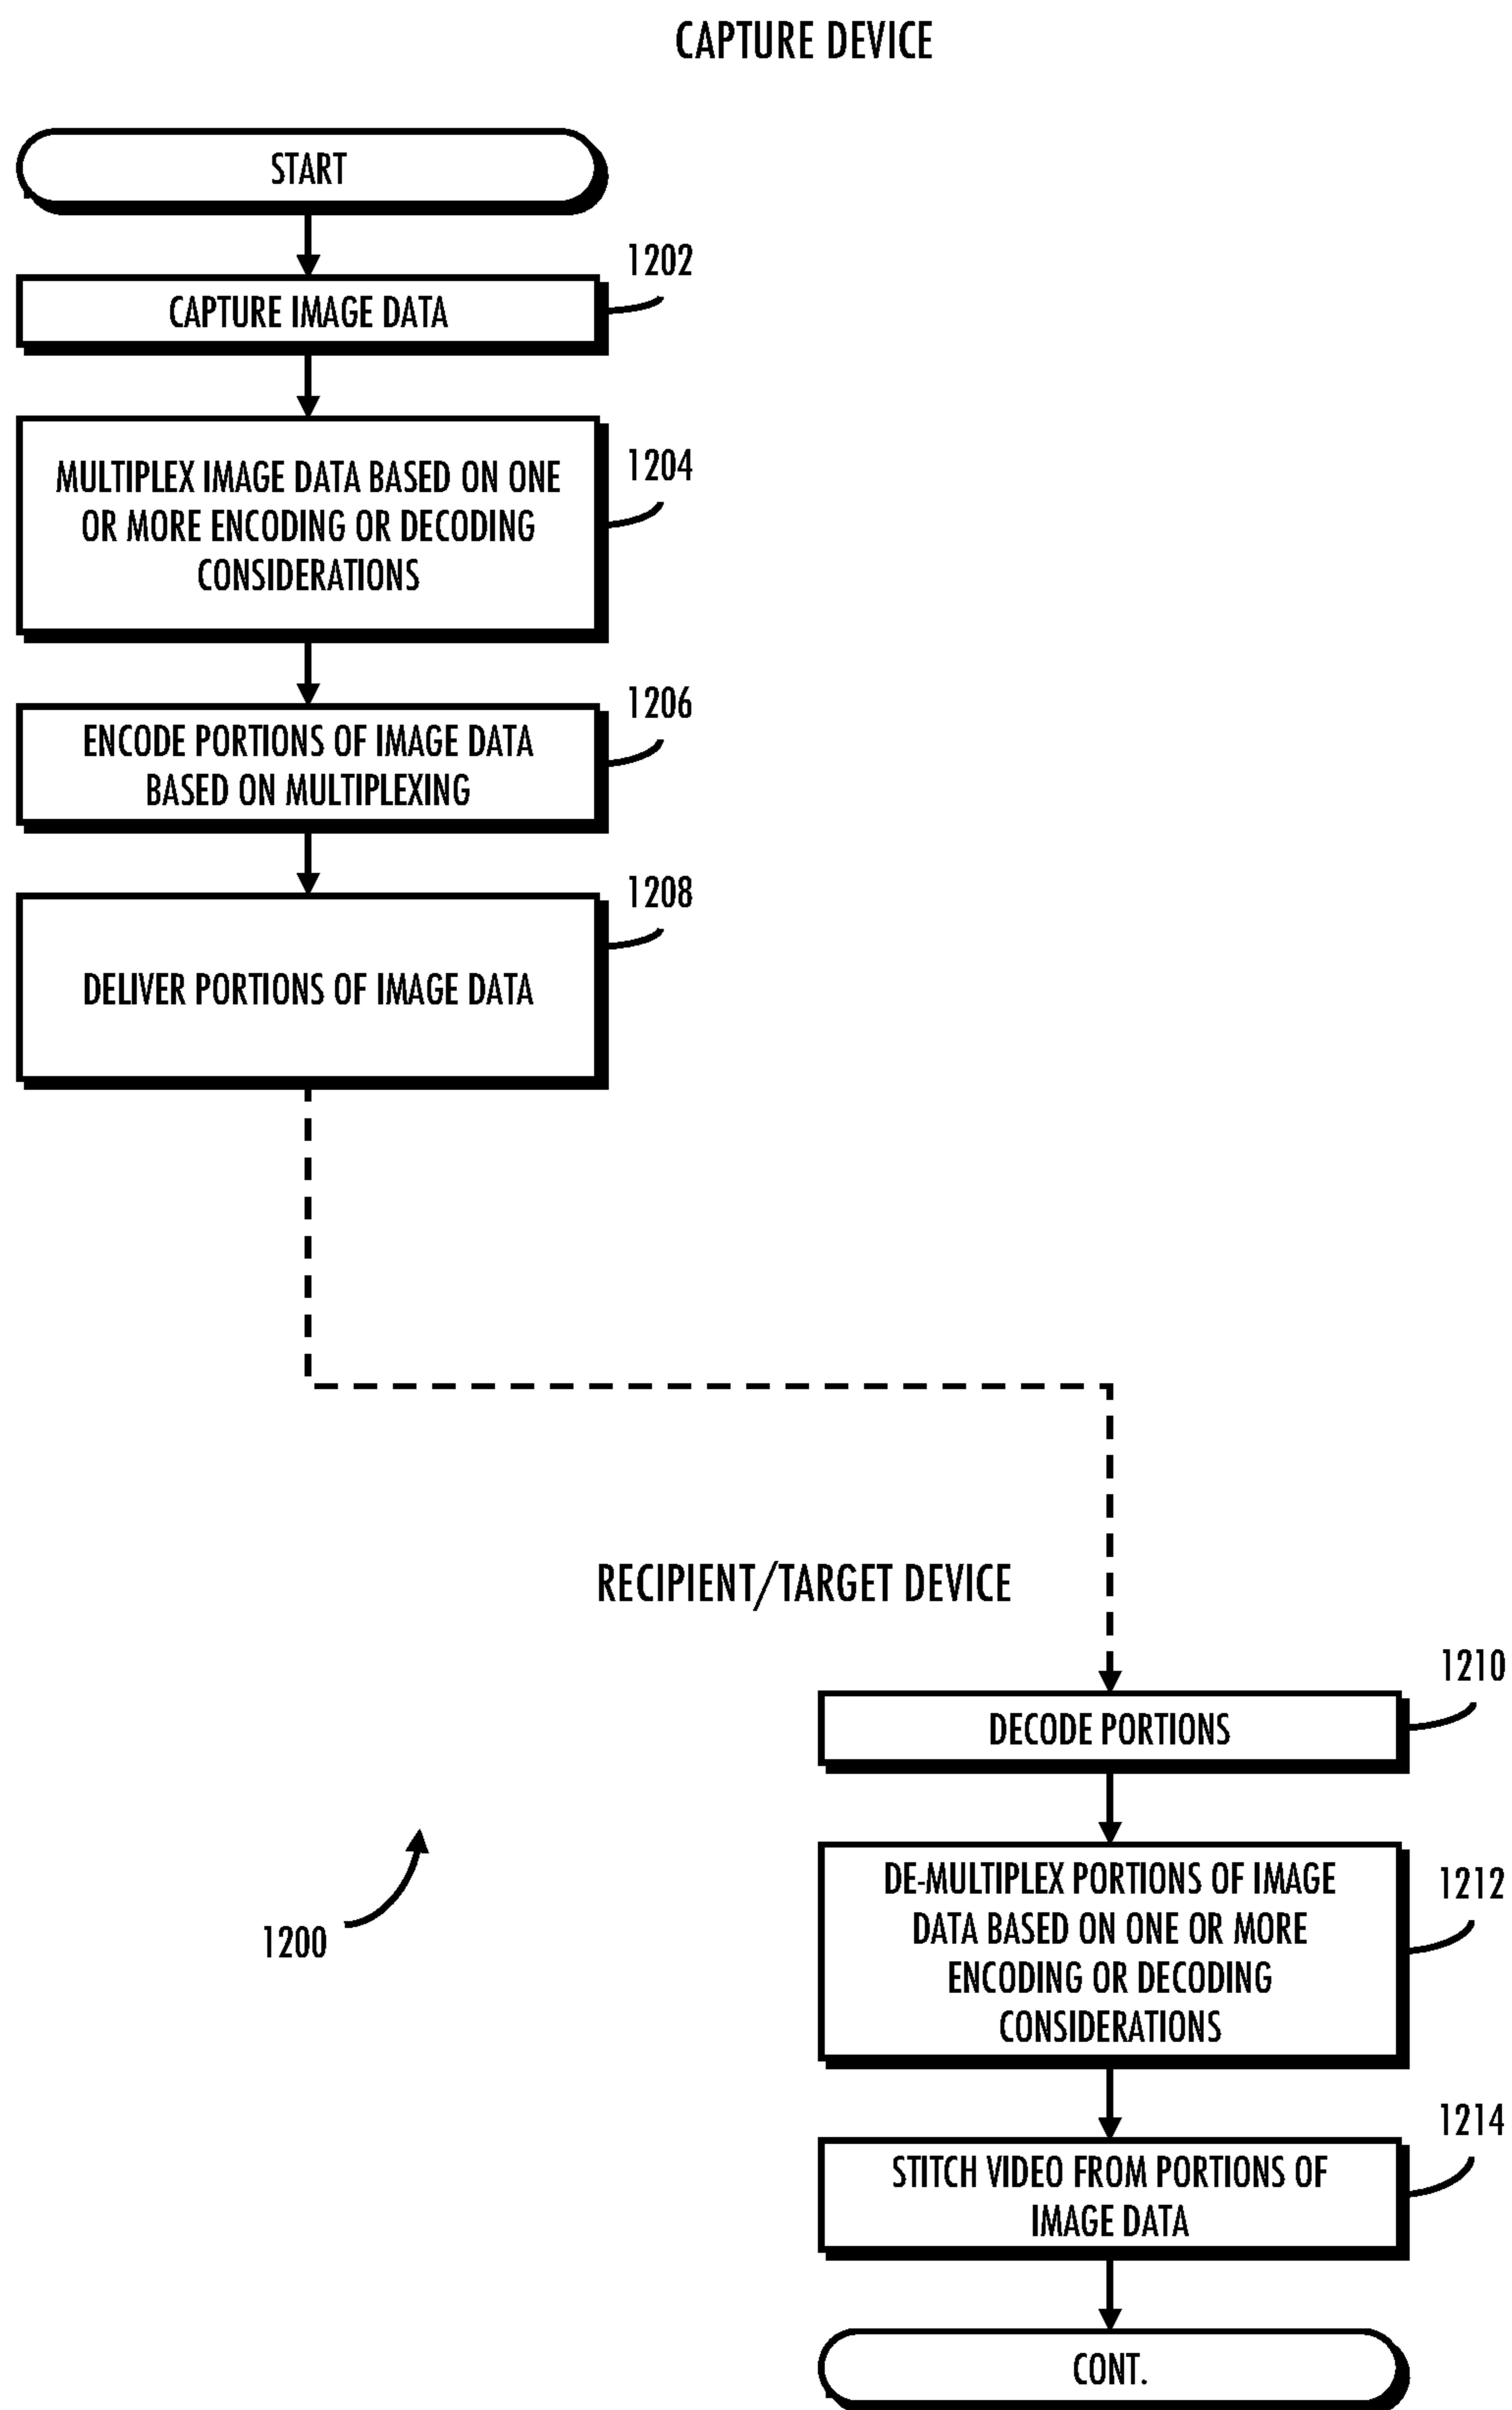 CAPTURE DEVICE
START
1202
CAPTURE IMAGE DATA
1204
MULTIPLEX IMAGE DATA BASED ON ONE
OR MORE ENCODING OR DECODING
CONSIDERATIONS
1206
ENCODE PORTIONS OF IMAGE DATA
BASED ON MULTIPLEXING
1208
DELIVER PORTIONS OF IMAGE DATA
RECIPIENT/TARGET DEVICE
1210
DECODE PORTIONS
1212
DE-MULTIPLEX PORTIONS OF IMAGE
DATA BASED ON ONE OR MORE
ENCODING OR DECODING
CONSIDERATIONS
1200
1214
STITCH VIDEO FROM PORTIONS OF
IMAGE DATA
CONT.